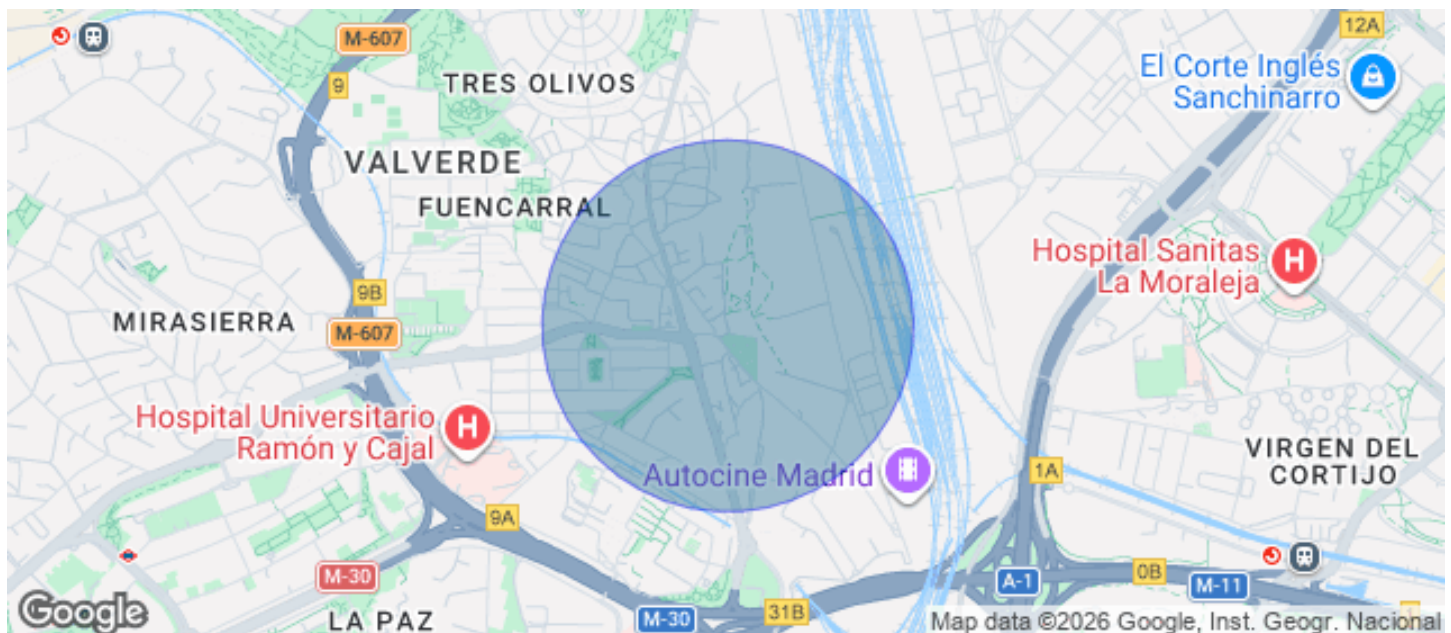 M-607
12A
El Corte Inglés
Sanchinarro
9
TRES OLIVOS
VALVERDE
FUENCARRAL
Hospital Sanitas
La Moraleja
H
9B
MIRASIERRA
M-607
Hospital Universitario
Ramón y Cajal
H
Autocine Madrid
1A
VIRGEN DEL
CORTIJO
9A
M-30
A-1
0B
M-11
Google
LA PAZ
M-30
31B
Map data ©2026 Google, Inst. Geogr. Nacional